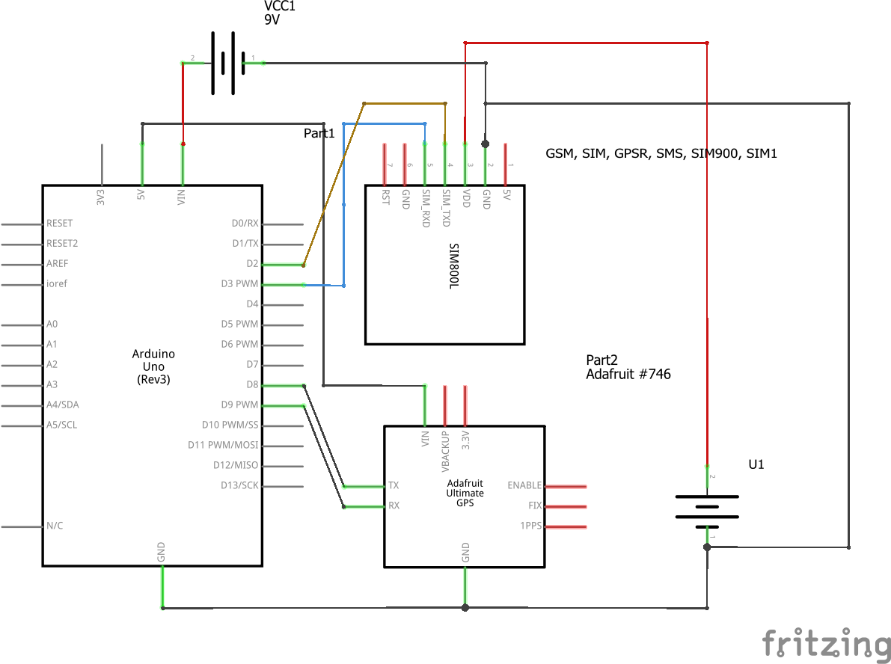 VCC1
9V
2
1
Part1
GSM, SIM, GPSR, SMS, SIM900, SIM1
3V3
5V
VIN
7
6
5
4
3
2
1
RST
GND
SIM_RXD
SIM_TXD
VDD
GND
5V
SIM800L
RESET
RESET2
AREF
ioref
A0
A1
A2
A3
A4/SDA
A5/SCL
N/C
Arduino
Uno
(Rev3)
D0/RX
D1/TX
D2
D3 PWM
D4
D5 PWM
D6 PWM
D7
D8
D9 PWM
D10 PWM/SS
D11 PWM/MOSI
D12/MISO
D13/SCK
GND
Part2
Adafruit #746
VIN
VBACKUP
3.3V
TX
RX
Adafruit
Ultimate
GPS
ENABLE
FIX
1PPS
GND
U1
2
1
fritzing